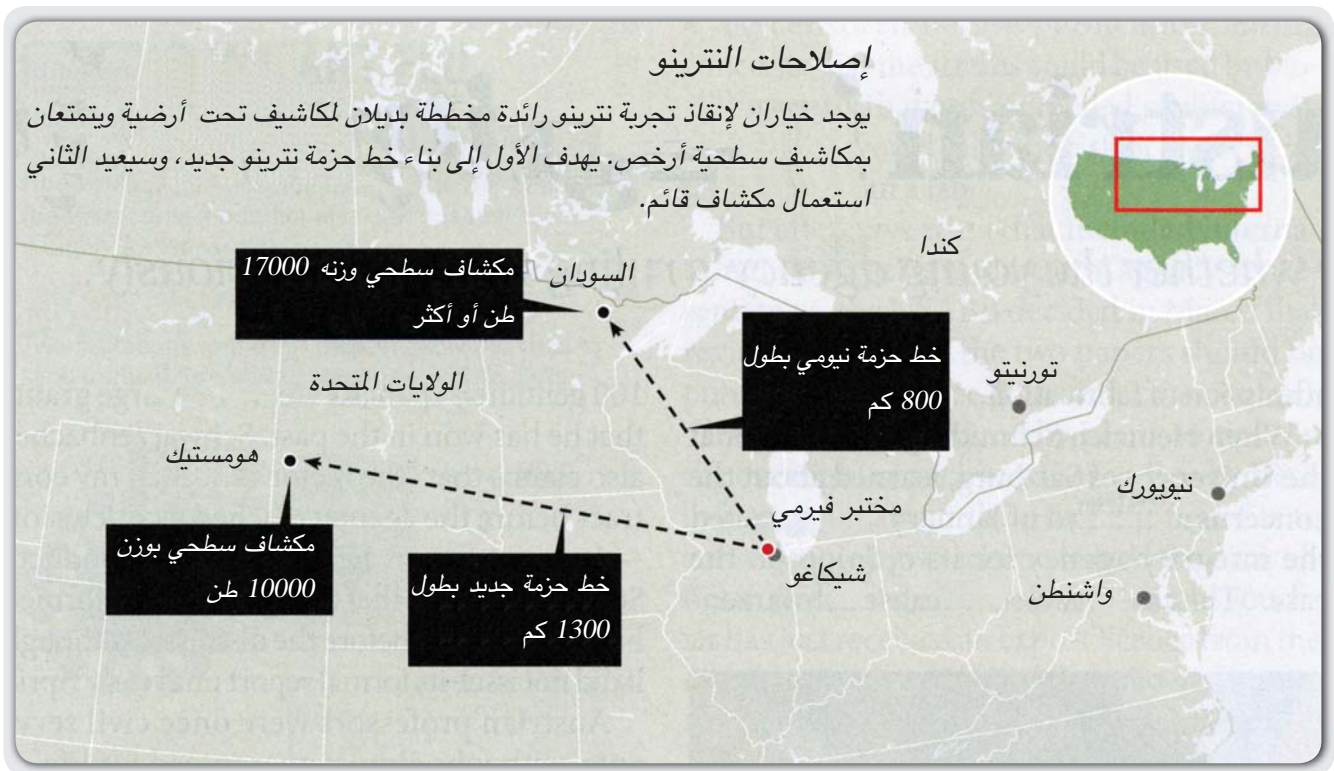 إصلاحات النترينو
يوجد خياران لإنقاذ تجربة نترينو رائدة مخططة بديلان لمكاشيف تحت أرضية ويتمتعان
بمكاشيف سطحية أرخص. يهدف الأول إلى بناء خط حزمة نترينو جديد، وسيعيد الثاني
استعمال مكشاف قائم.
كندا
السودان
مكشاف سطحي وزنه 17000
طن أو أكثر
خط حزمة نيومي بطول
800 كم
تورنيتو
الولايات المتحدة
هومستيك
نيويورك
مختبر فيرمي
مكشاف سطحي بوزن
10000 طن
خط حزمة جديد بطول
1300 كم
شيكاغو
واشنطن